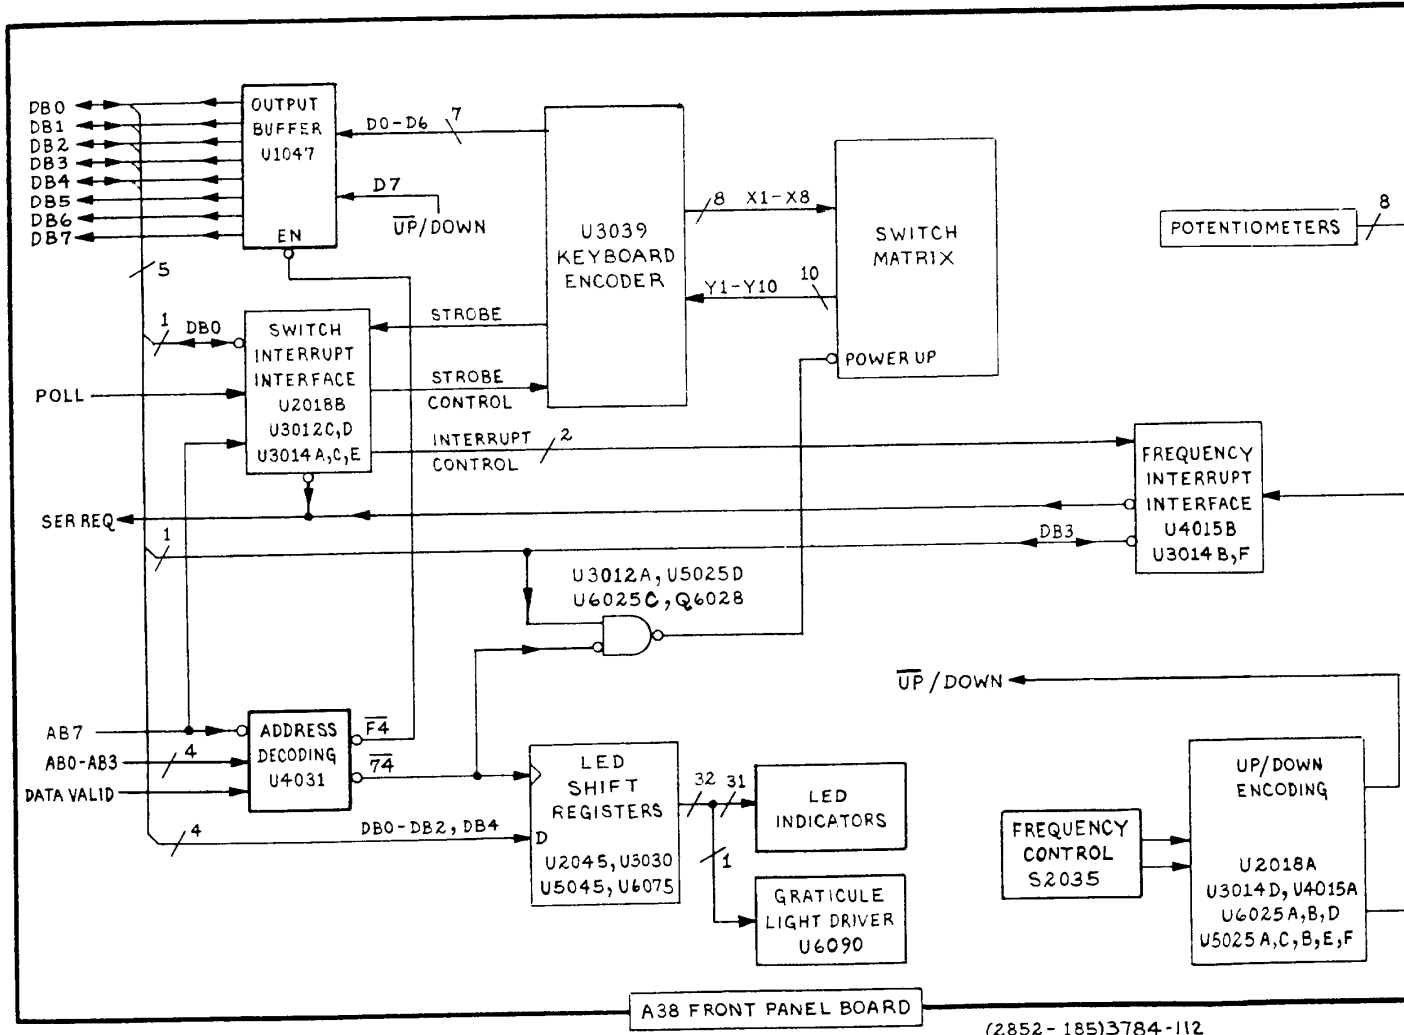 DB0
DB1
DB2
DB3
DB4
DB5
DB6
DB7
OUTPUT
BUFFER
U1047
EN
D0-D6
7
D7
U̅P̅/DOWN
5
U3039
KEYBOARD
ENCODER
8 X1-X8
Y1-Y10 10
SWITCH
MATRIX
POWER UP
POTENTIOMETERS
8
1
DB0
POLL
SWITCH
INTERRUPT
INTERFACE
U2018B
U3012C,D
U3014A,C,E
STROBE
STROBE
CONTROL
INTERRUPT
CONTROL
2
FREQUENCY
INTERRUPT
INTERFACE
U4015B
U3014B,F
SER REQ
1
DB3
U3012A, U5025D
U6025C, Q6028
AB7
AB0-AB3
4
DATA VALID
ADDRESS
DECODING
U4031
F̅4̅
7̅4̅
4
DB0-DB2, DB4
LED
SHIFT
REGISTERS
D
U2045, U3030
U5045, U6075
32
31
1
LED
INDICATORS
GRATICULE
LIGHT DRIVER
U6090
U̅P̅/DOWN
FREQUENCY
CONTROL
S2035
UP/DOWN
ENCODING
U2018A
U3014D, U4015A
U6025A,B,D
U5025A,C,B,E,F
A38 FRONT PANEL BOARD
(2852-185)3784-112